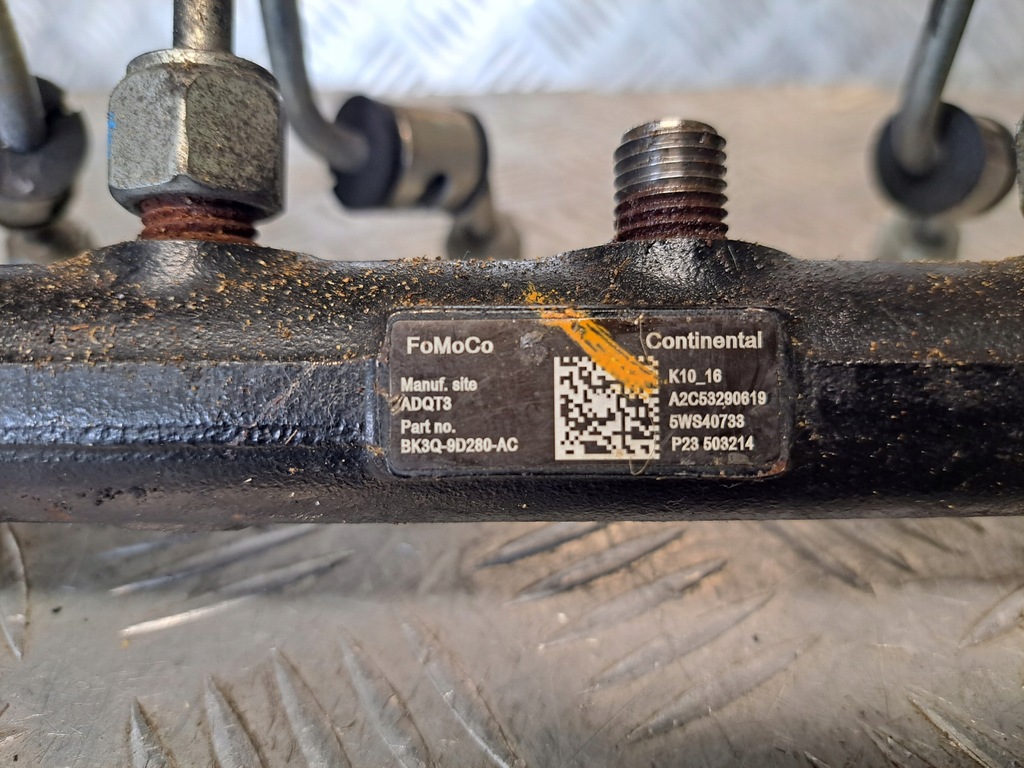 FoMoCo
Manuf. site
ADQT3
Part no.
BK3Q-9D280-AC
Continental
K10_16
A2C53290619
5WS40733
P23 503214